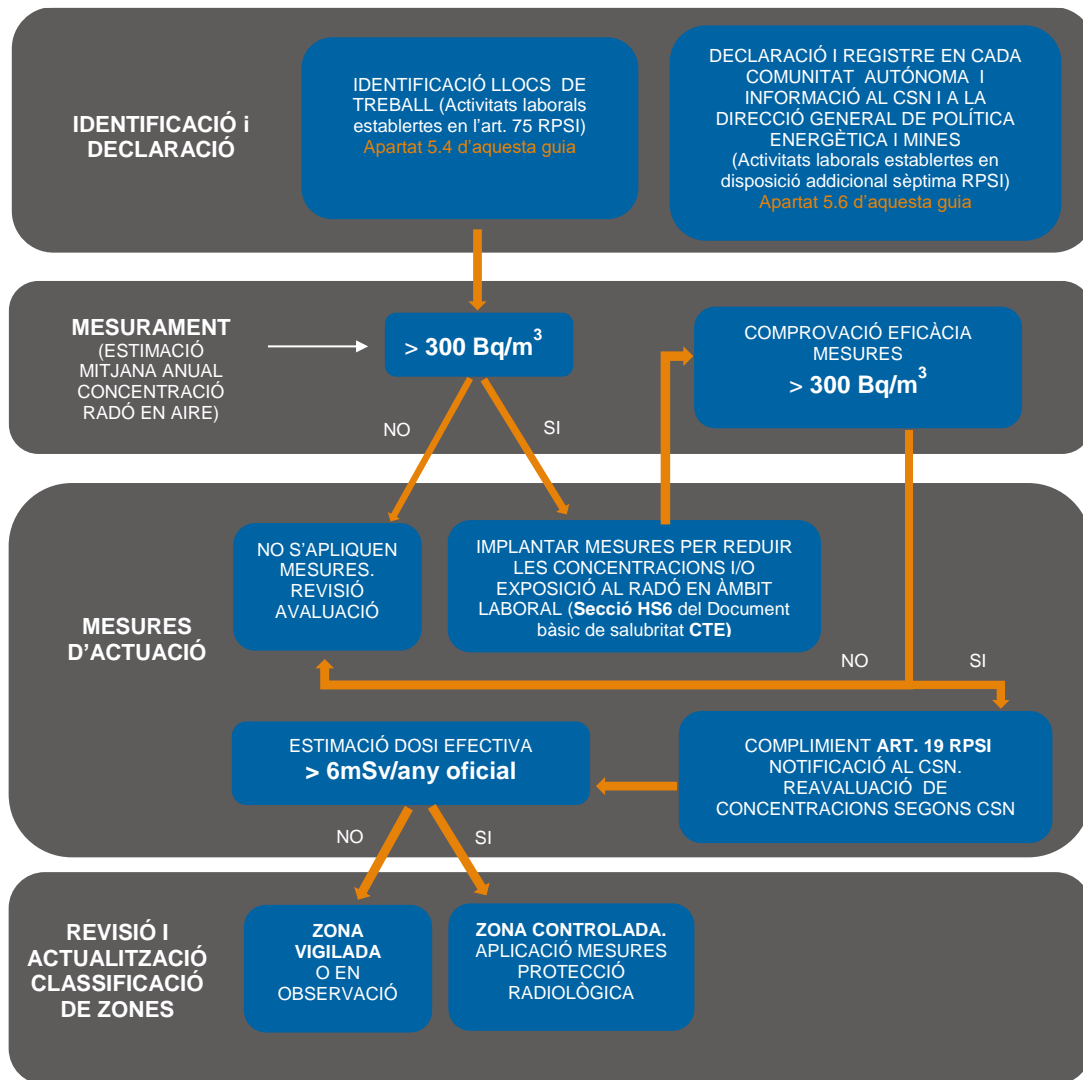 IDENTIFICACIÓ i
DECLARACIÓ
IDENTIFICACIÓ LLOCS DE
TREBALL (Activitats laborals
establertes en l'art. 75 RPSI)
Apartat 5.4 d'aquesta guia
DECLARACIÓ I REGISTRE EN CADA
COMUNITAT AUTÓNOMA I
INFORMACIÓ AL CSN I A LA
DIRECCIÓ GENERAL DE POLÍTICA
ENERGÈTICA I MINES
(Activitats laborals establertes en
disposició addicional sèptima RPSI)
Apartat 5.6 d'aquesta guia
MESURAMENT
(ESTIMACIÓ
MITJANA ANUAL
CONCENTRACIÓ
RADÓ EN AIRE)
> 300 Bq/m³
COMPROVACIÓ EFICÀCIA
MESURES
> 300 Bq/m³
NO
SI
MESURES
D'ACTUACIÓ
NO S'APLIQUEN
MESURES.
REVISIÓ
AVALUACIÓ
IMPLANTAR MESURES PER REDUIR
LES CONCENTRACIONS I/O
EXPOSICIÓ AL RADÓ EN ÀMBIT
LABORAL (Secció HS6 del Document
bàsic de salubritat CTE)
NO
SI
ESTIMACIÓ DOSI EFECTIVA
> 6mSv/any oficial
COMPLIMIENT ART. 19 RPSI
NOTIFICACIÓ AL CSN.
REAVALUACIÓ DE
CONCENTRACIONS SEGONS CSN
NO
SI
REVISIÓ I
ACTUALITZACIÓ
CLASSIFICACIÓ
DE ZONES
ZONA
VIGILADA
O EN
OBSERVACIÓ
ZONA CONTROLADA.
APLICACIÓ MESURES
PROTECCIÓ
RADIOLÒGICA